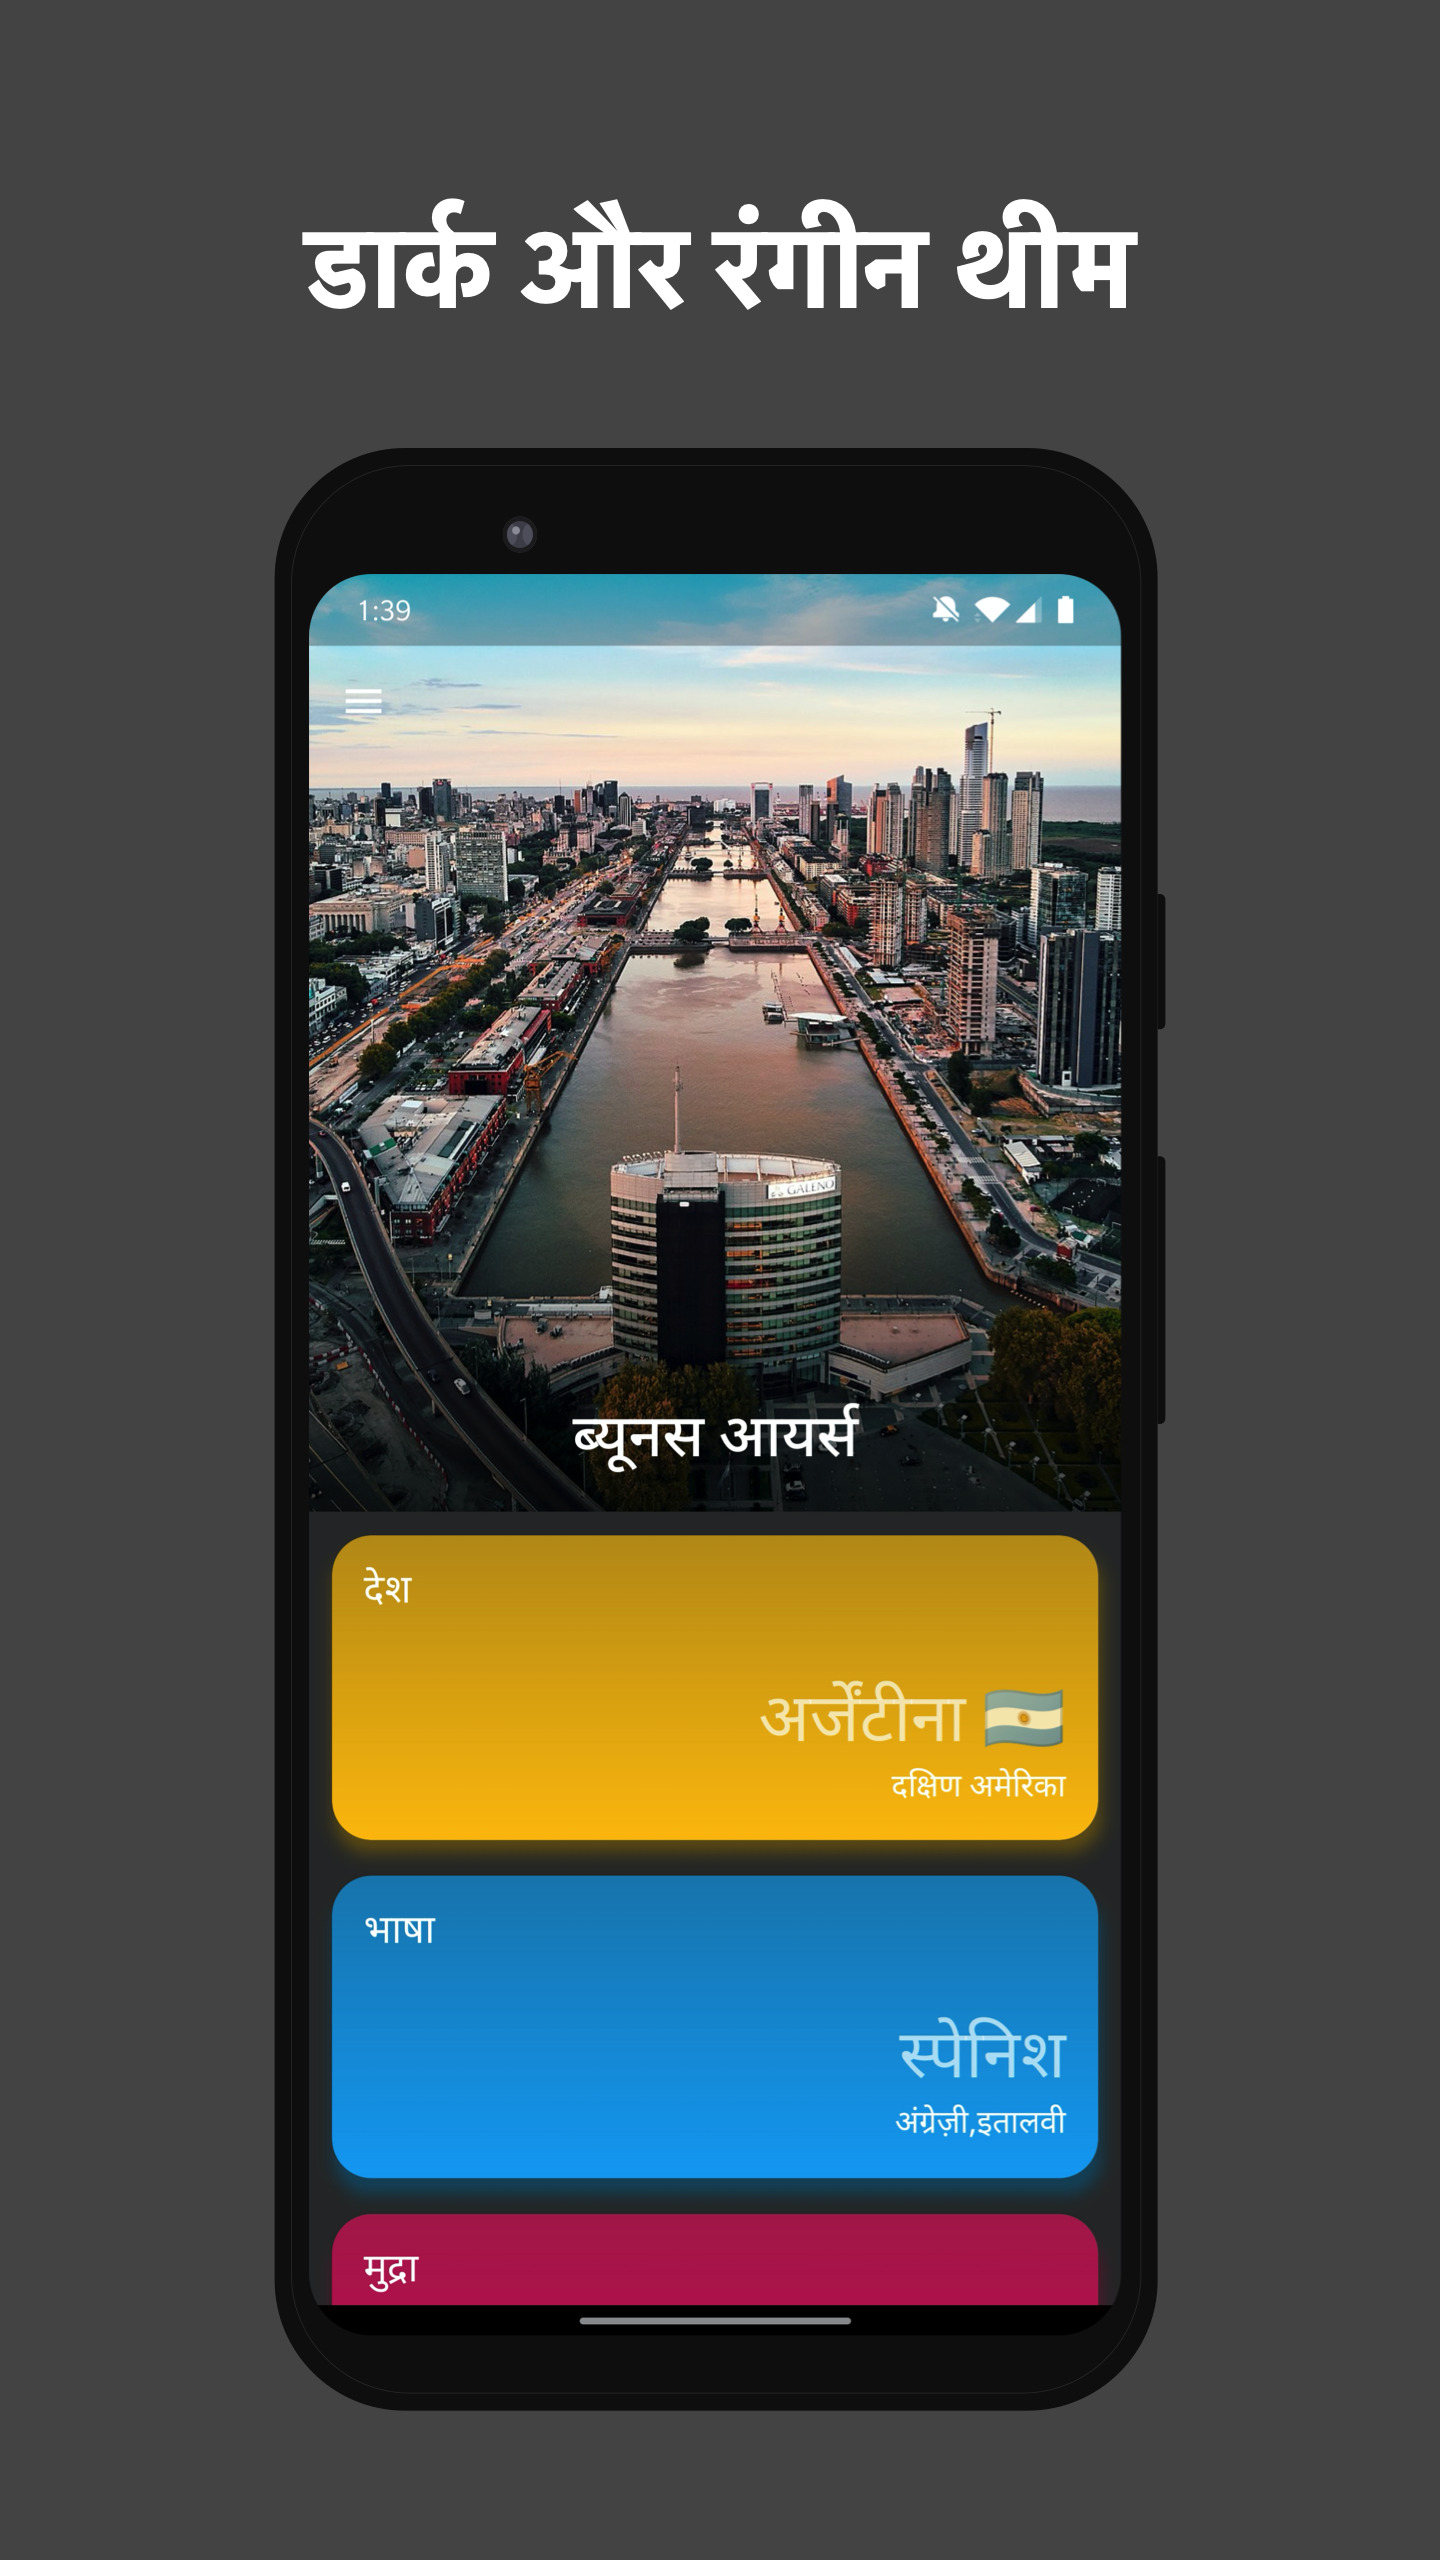 डार्क और रंगीन थीम
1:39
GALENO
ब्यूनस आयर्स
देश
अर्जेंटीना
दक्षिण अमेरिका
भाषा
स्पेनिश
अंग्रेज़ी,इतालवी
मुद्रा